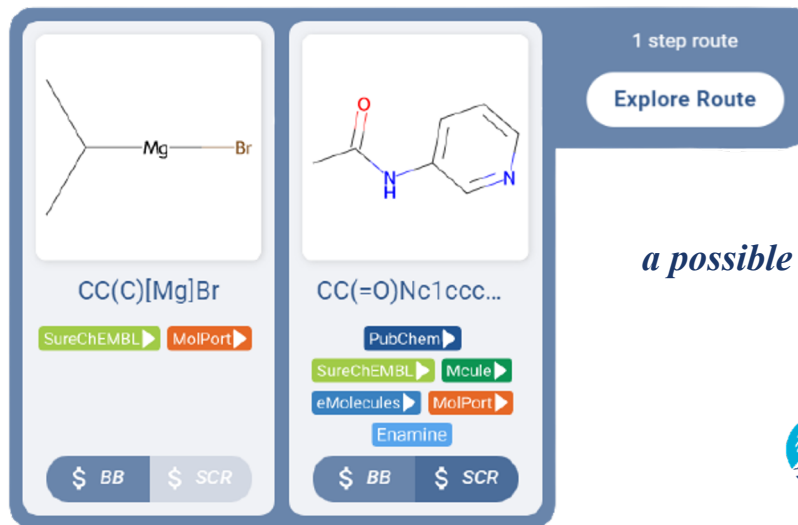 1 step route
Explore Route
Mg Br
O
N
H
N
CC(C)[Mg]Br
CC(=O)Nc1ccc...
SureChEMBL MolPort
PubChem
SureChEMBL Mcule
eMolecules MolPort
Enamine
$ BB $ SCR
$ BB $ SCR
a possible